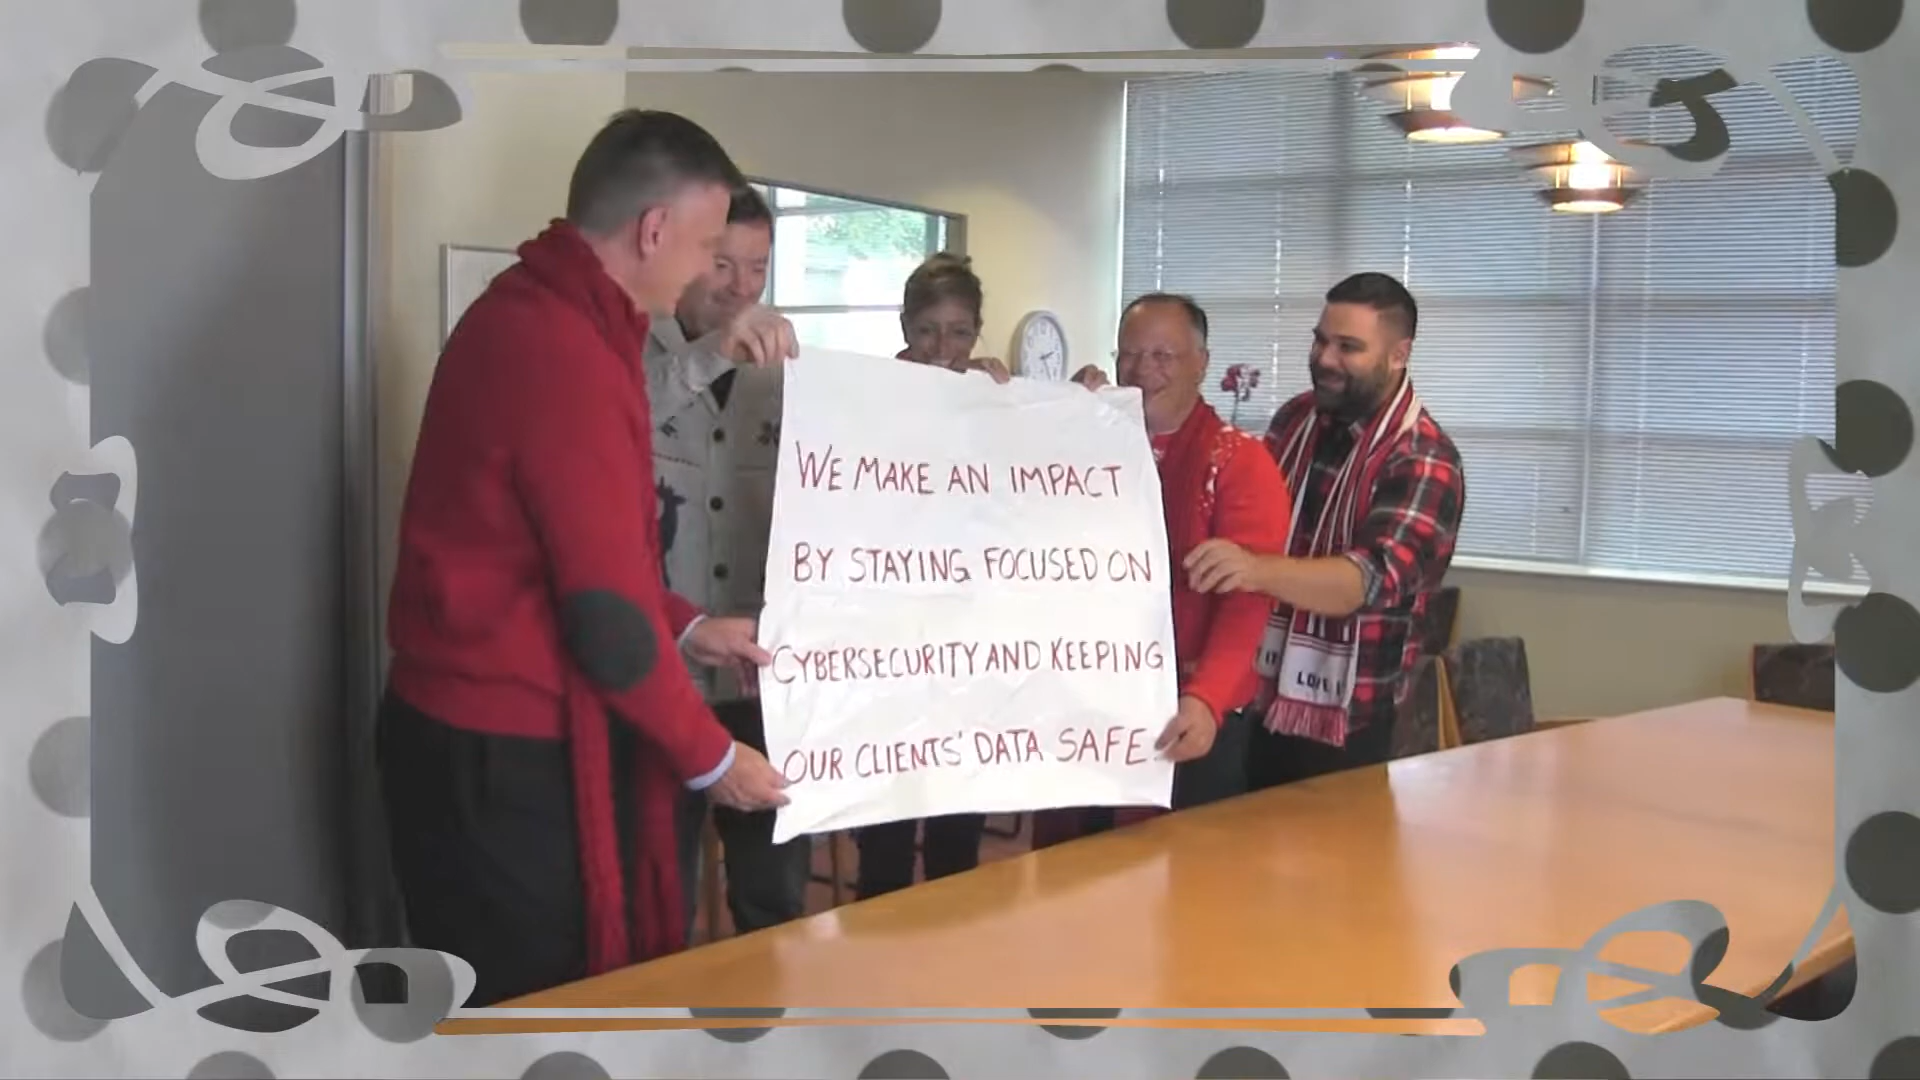 WE MAKE AN IMPACT
BY STAYING FOCUSED ON
CYBERSECURITY AND KEEPING
OUR CLIENTS' DATA SAFE.